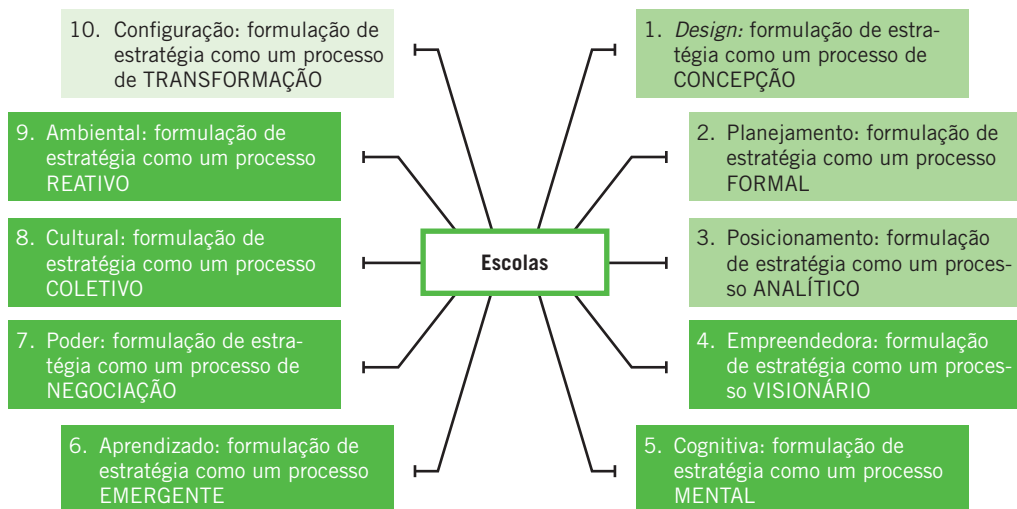 1. Design: formulação de estra-
tégia como um processo de
CONCEPÇÃO
2. Planejamento: formulação de
estratégia como um processo
FORMAL
3. Posicionamento: formulação
de estratégia como um proces-
so ANALÍTICO
4. Empreendedora: formulação
de estratégia como um proces-
so VISIONÁRIO
5. Cognitiva: formulação de
estratégia como um processo
MENTAL
6. Aprendizado: formulação de
estratégia como um processo
EMERGENTE
7. Poder: formulação de estra-
tégia como um processo de
NEGOCIAÇÃO
8. Cultural: formulação de
estratégia como um processo
COLETIVO
9. Ambiental: formulação de
estratégia como um processo
REATIVO
10. Configuração: formulação de
estratégia como um processo
de TRANSFORMAÇÃO
Escolas